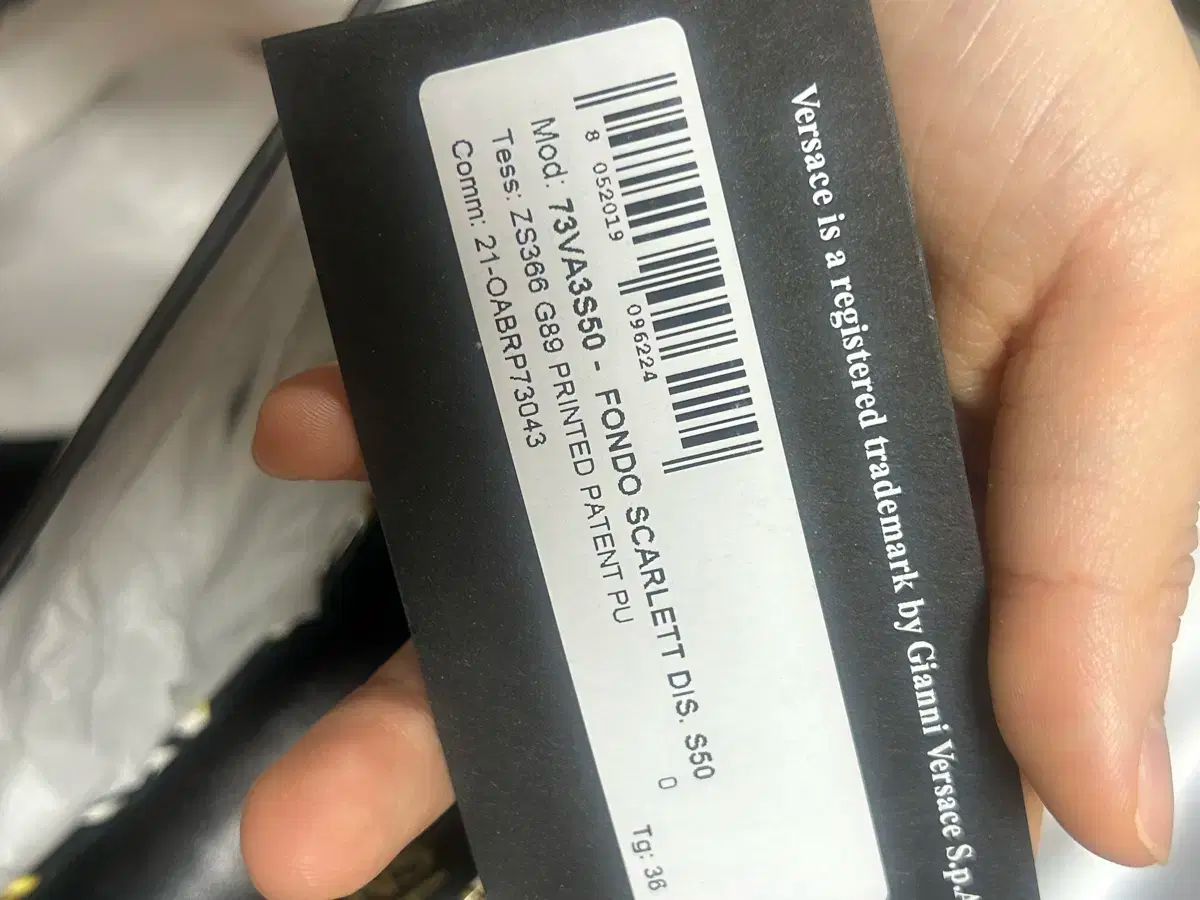 Versace is a registered trademark by Gianni Versace S.p.A
8 052019 096224
Mod: 73VA3S50 - FONDO SCARLETT DIS. S50
0
Tess: ZS366 G89 PRINTED PATENT PU
Tg: 36
Comm: 21-OABRP73043